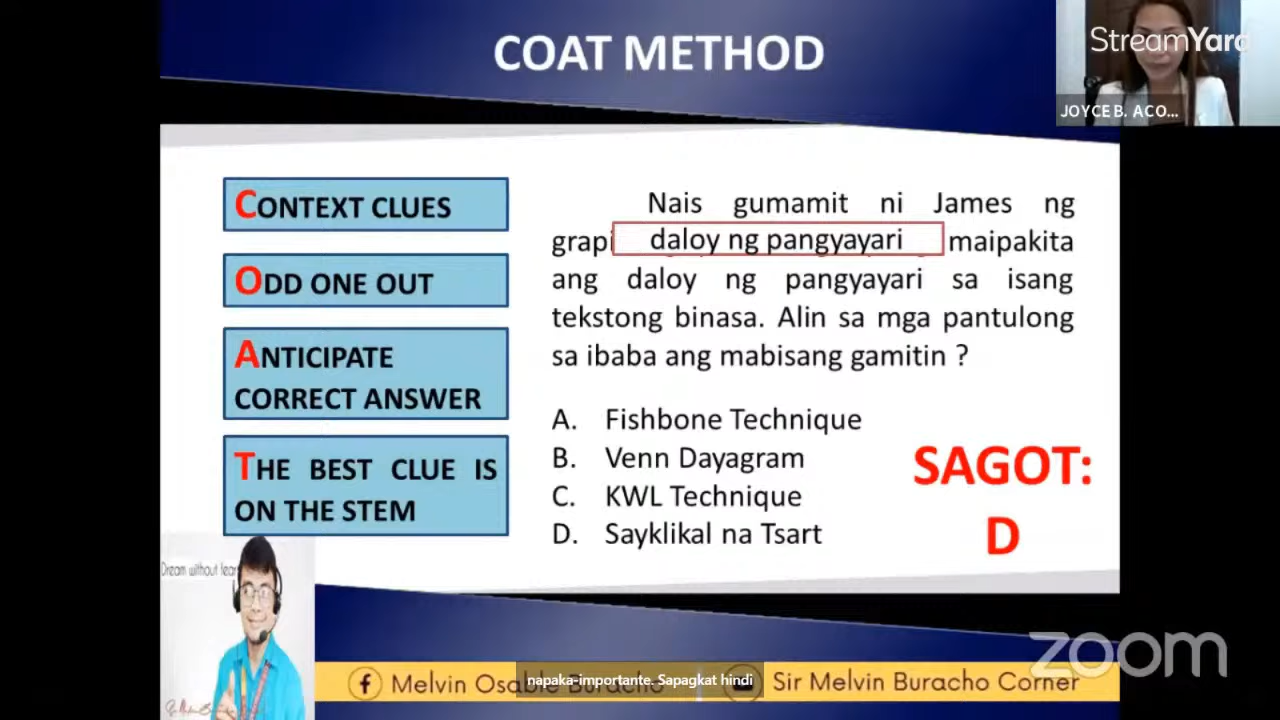 COAT METHOD
StreamYard
JOYCE B. ACO...
CONTEXT CLUES
ODD ONE OUT
ANTICIPATE
CORRECT ANSWER
THE BEST CLUE IS
ON THE STEM
Nais gumamit ni James ng
grapi daloy ng pangyayari maipakita
ang daloy ng pangyayari sa isang
tekstong binasa. Alin sa mga pantulong
sa ibaba ang mabisang gamitin ?
A. Fishbone Technique
B. Venn Dayagram
C. KWL Technique
D. Sayklikal na Tsart
SAGOT:
D
Dream without fear
zoom
Melvin Osabie Buracho
napaka-importante. Sapagkat hindi
Sir Melvin Buracho Corner